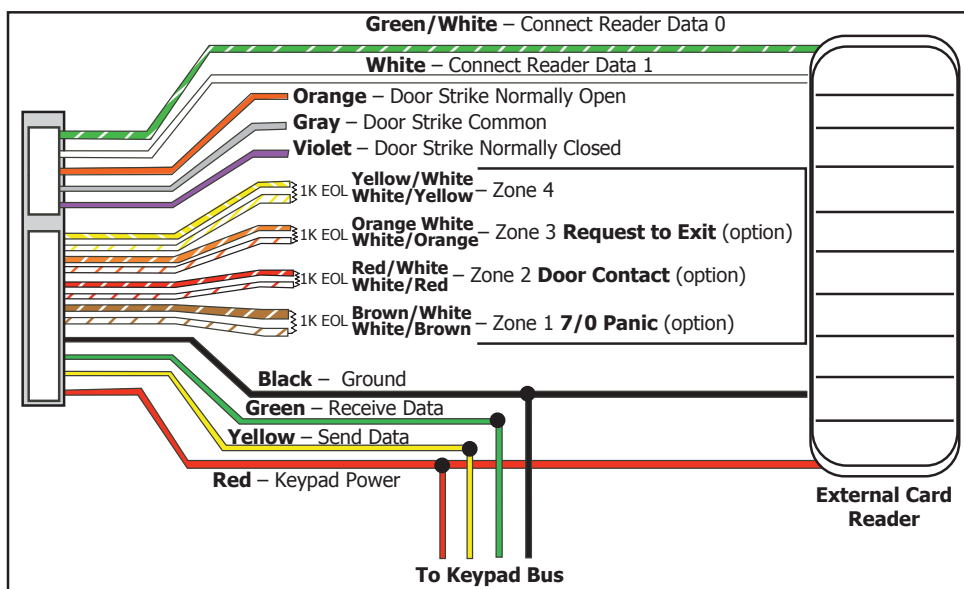 Green/White – Connect Reader Data 0
White – Connect Reader Data 1
Orange – Door Strike Normally Open
Gray – Door Strike Common
Violet – Door Strike Normally Closed
1K EOL Yellow/White
White/Yellow – Zone 4
1K EOL Orange White
White/Orange – Zone 3 Request to Exit (option)
1K EOL Red/White
White/Red – Zone 2 Door Contact (option)
1K EOL Brown/White
White/Brown – Zone 1 7/0 Panic (option)
Black – Ground
Green – Receive Data
Yellow – Send Data
Red – Keypad Power
External Card
Reader
To Keypad Bus